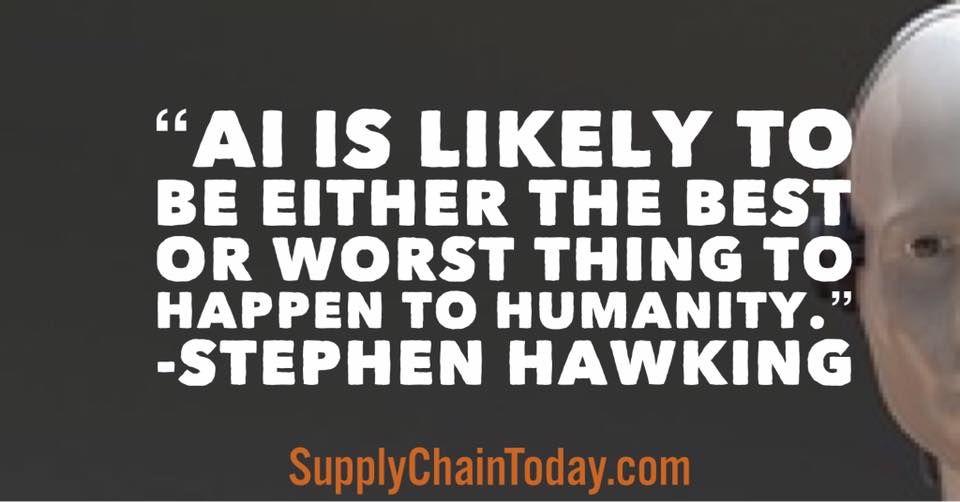 “AI IS LIKELY TO
BE EITHER THE BEST
OR WORST THING TO
HAPPEN TO HUMANITY.”
-STEPHEN HAWKING
SupplyChainToday.com